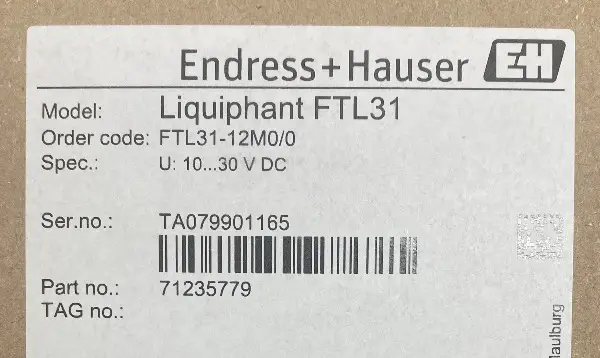 Endress+Hauser EH
Model: Liquiphant FTL31
Order code: FTL31-12M0/0
Spec.: U: 10...30 V DC
Ser.no.: TA079901165
Part no.: 71235779
TAG no.: